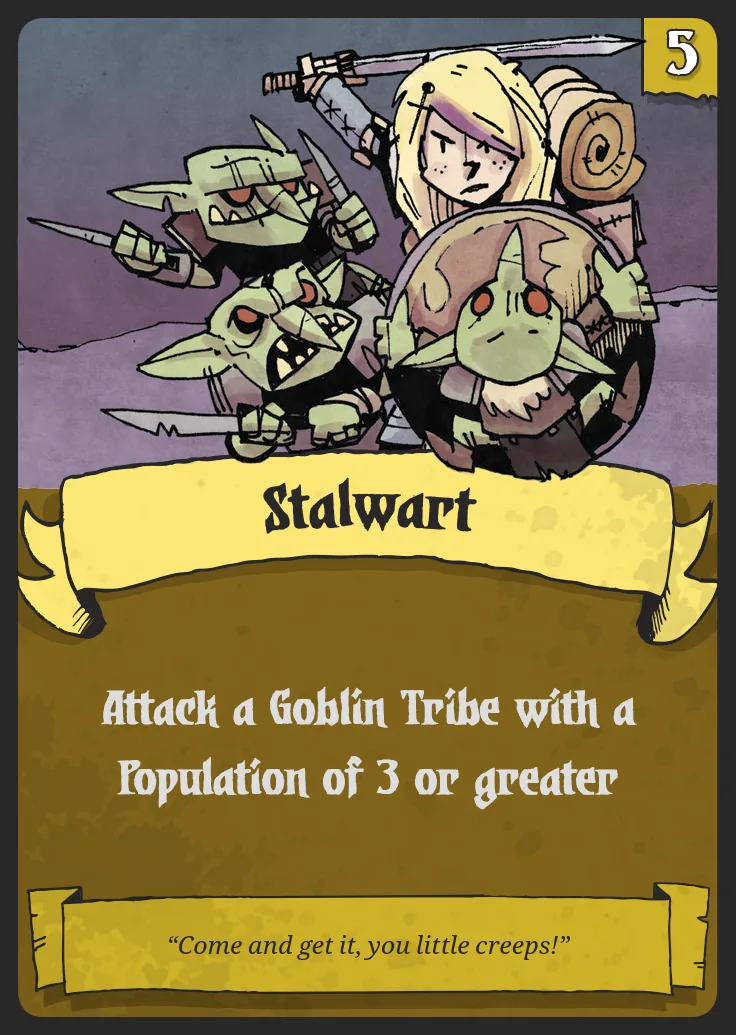 5
Stalwart
Attack a Goblin Tribe with a
Population of 3 or greater
“Come and get it, you little creeps!”